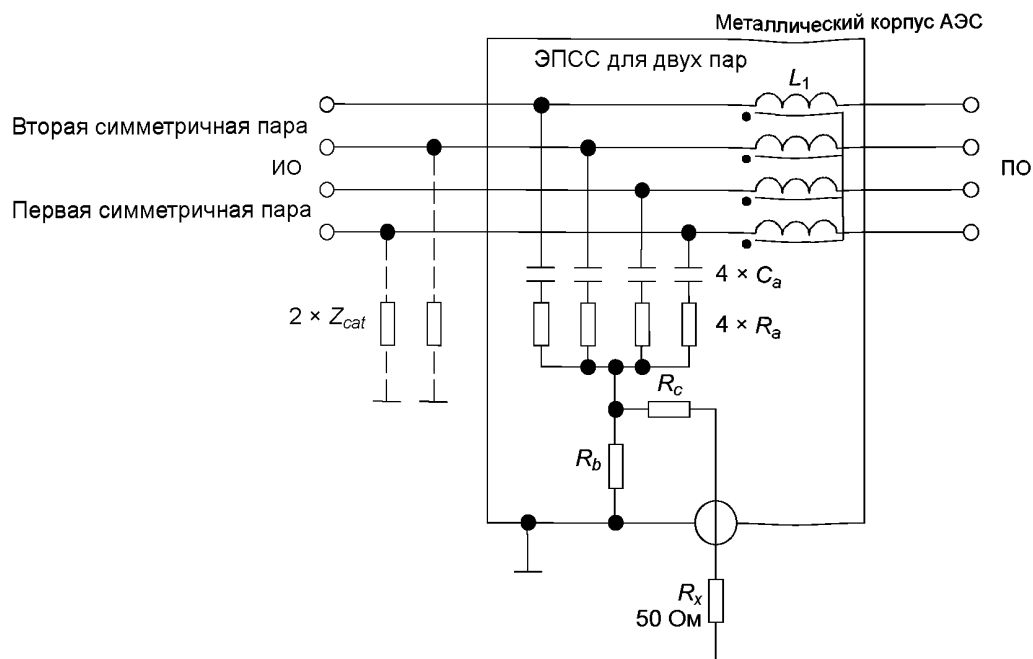 Металлический корпус АЭС
ЭПСС для двух пар
L1
Вторая симметричная пара
ИО
ПО
Первая симметричная пара
4 × Ca
2 × Zcat
4 × Ra
Rc
Rb
Rx
50 Ом